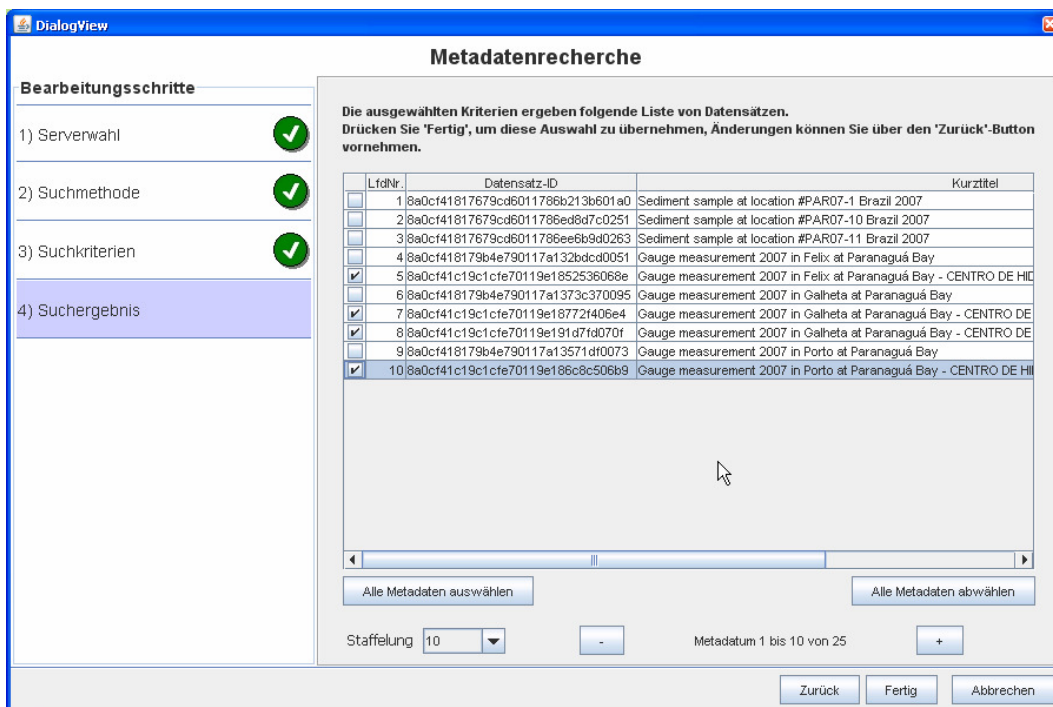 DialogView
Metadatenrecherche
Bearbeitungsschritte
1) Serverwahl
2) Suchmethode
3) Suchkriterien
4) Suchergebnis
Die ausgewählten Kriterien ergeben folgende Liste von Datensätzen.
Drücken Sie 'Fertig', um diese Auswahl zu übernehmen, Änderungen können Sie über den 'Zurück'-Button
vornehmen.
LfdNr. Datensatz-ID Kurztitel
1 8a0cf41817679cd6011786b213b601a0 Sediment sample at location #PAR07-1 Brazil 2007
2 8a0cf41817679cd6011786ed8d7c0251 Sediment sample at location #PAR07-10 Brazil 2007
3 8a0cf41817679cd6011786ee6b9d0263 Sediment sample at location #PAR07-11 Brazil 2007
4 8a0cf418179b4e790117a132bdcd0051 Gauge measurement 2007 in Felix at Paranaguá Bay
5 8a0cf41c19c1cfe70119e1852536068e Gauge measurement 2007 in Felix at Paranaguá Bay - CENTRO DE HID
6 8a0cf418179b4e790117a1373c370095 Gauge measurement 2007 in Galheta at Paranaguá Bay
7 8a0cf41c19c1cfe70119e18772f406e4 Gauge measurement 2007 in Galheta at Paranaguá Bay - CENTRO DE
8 8a0cf41c19c1cfe70119e191d7fd070f Gauge measurement 2007 in Galheta at Paranaguá Bay - CENTRO DE
9 8a0cf418179b4e790117a13571df0073 Gauge measurement 2007 in Porto at Paranaguá Bay
10 8a0cf41c19c1cfe70119e186c8c506b9 Gauge measurement 2007 in Porto at Paranaguá Bay - CENTRO DE HI
Alle Metadaten auswählen Alle Metadaten abwählen
Staffelung 10 - Metadatum 1 bis 10 von 25 +
Zurück Fertig Abbrechen